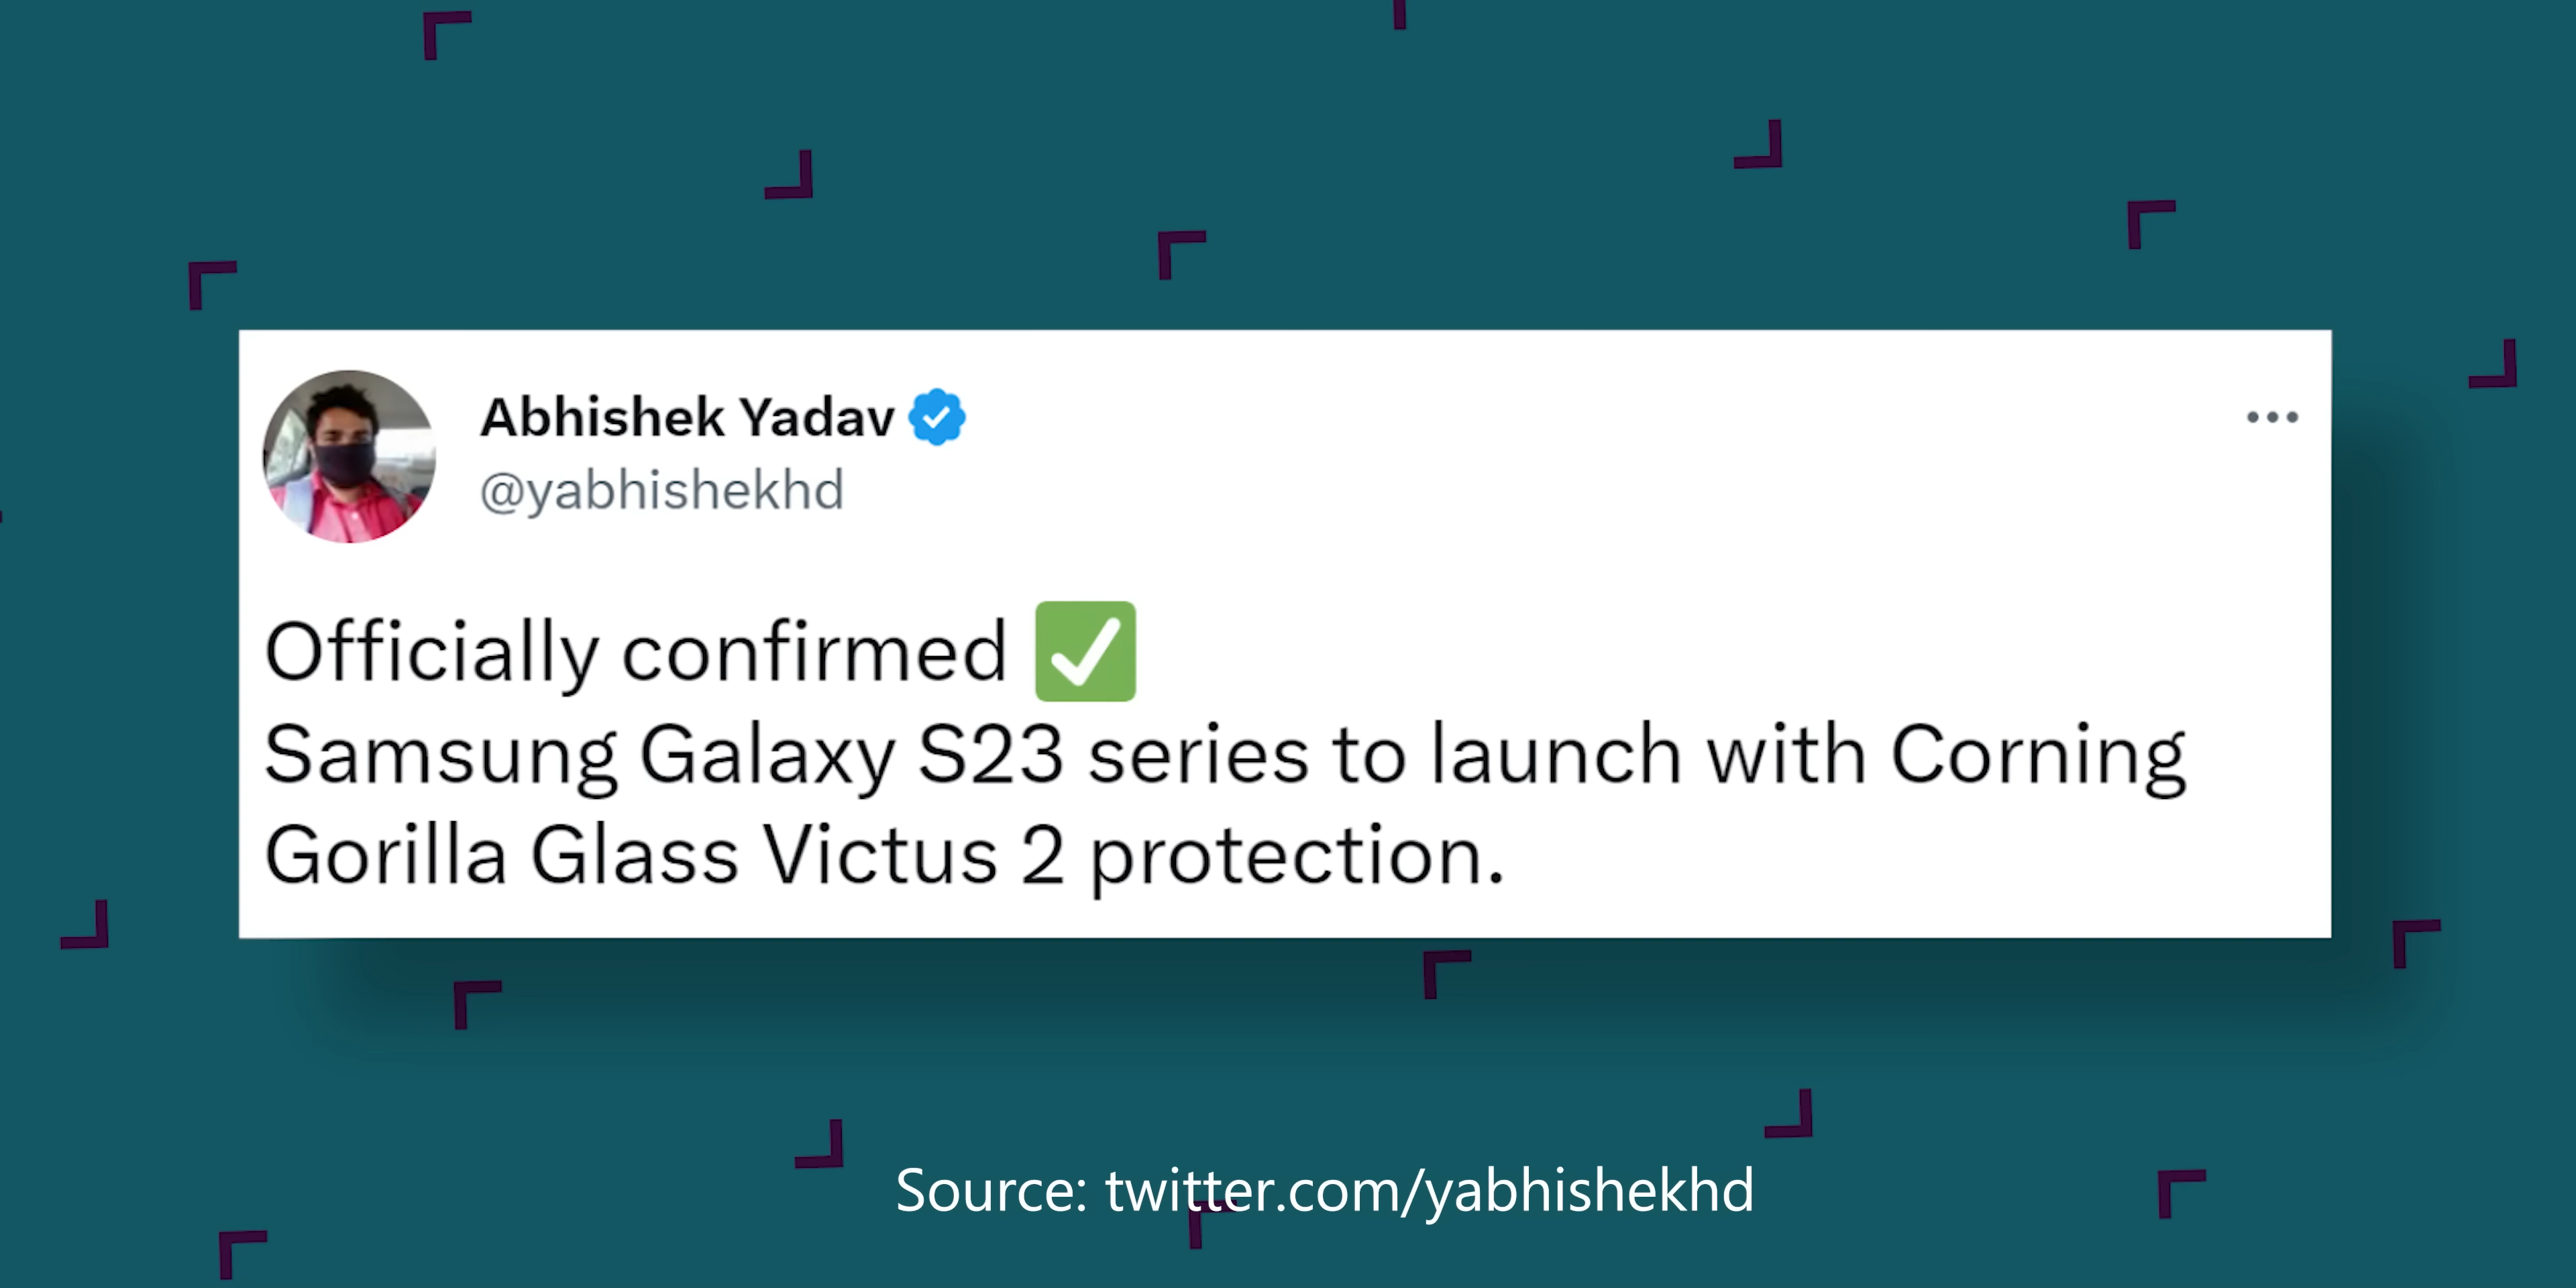 Abhishek Yadav
@yabhishekhd
Officially confirmed ✅
Samsung Galaxy S23 series to launch with Corning
Gorilla Glass Victus 2 protection.
Source: twitter.com/yabhishekhd